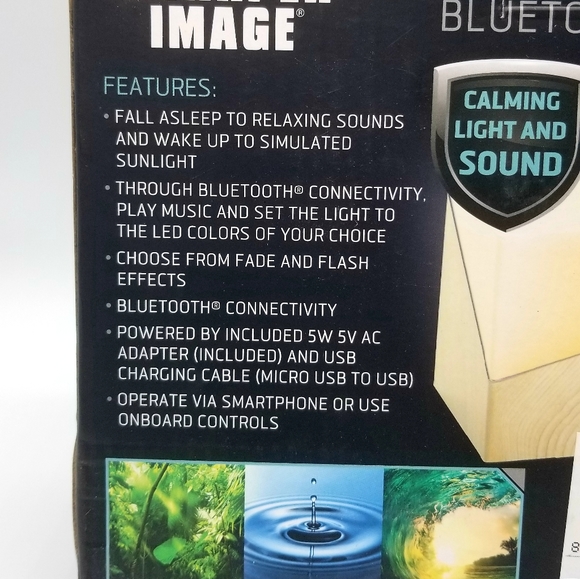 IMAGE®
BLUETO
FEATURES:
• FALL ASLEEP TO RELAXING SOUNDS
AND WAKE UP TO SIMULATED
SUNLIGHT
• THROUGH BLUETOOTH® CONNECTIVITY,
PLAY MUSIC AND SET THE LIGHT TO
THE LED COLORS OF YOUR CHOICE
• CHOOSE FROM FADE AND FLASH
EFFECTS
• BLUETOOTH® CONNECTIVITY
• POWERED BY INCLUDED 5W 5V AC
ADAPTER (INCLUDED) AND USB
CHARGING CABLE (MICRO USB TO USB)
• OPERATE VIA SMARTPHONE OR USE
ONBOARD CONTROLS
CALMING
LIGHT AND
SOUND
8